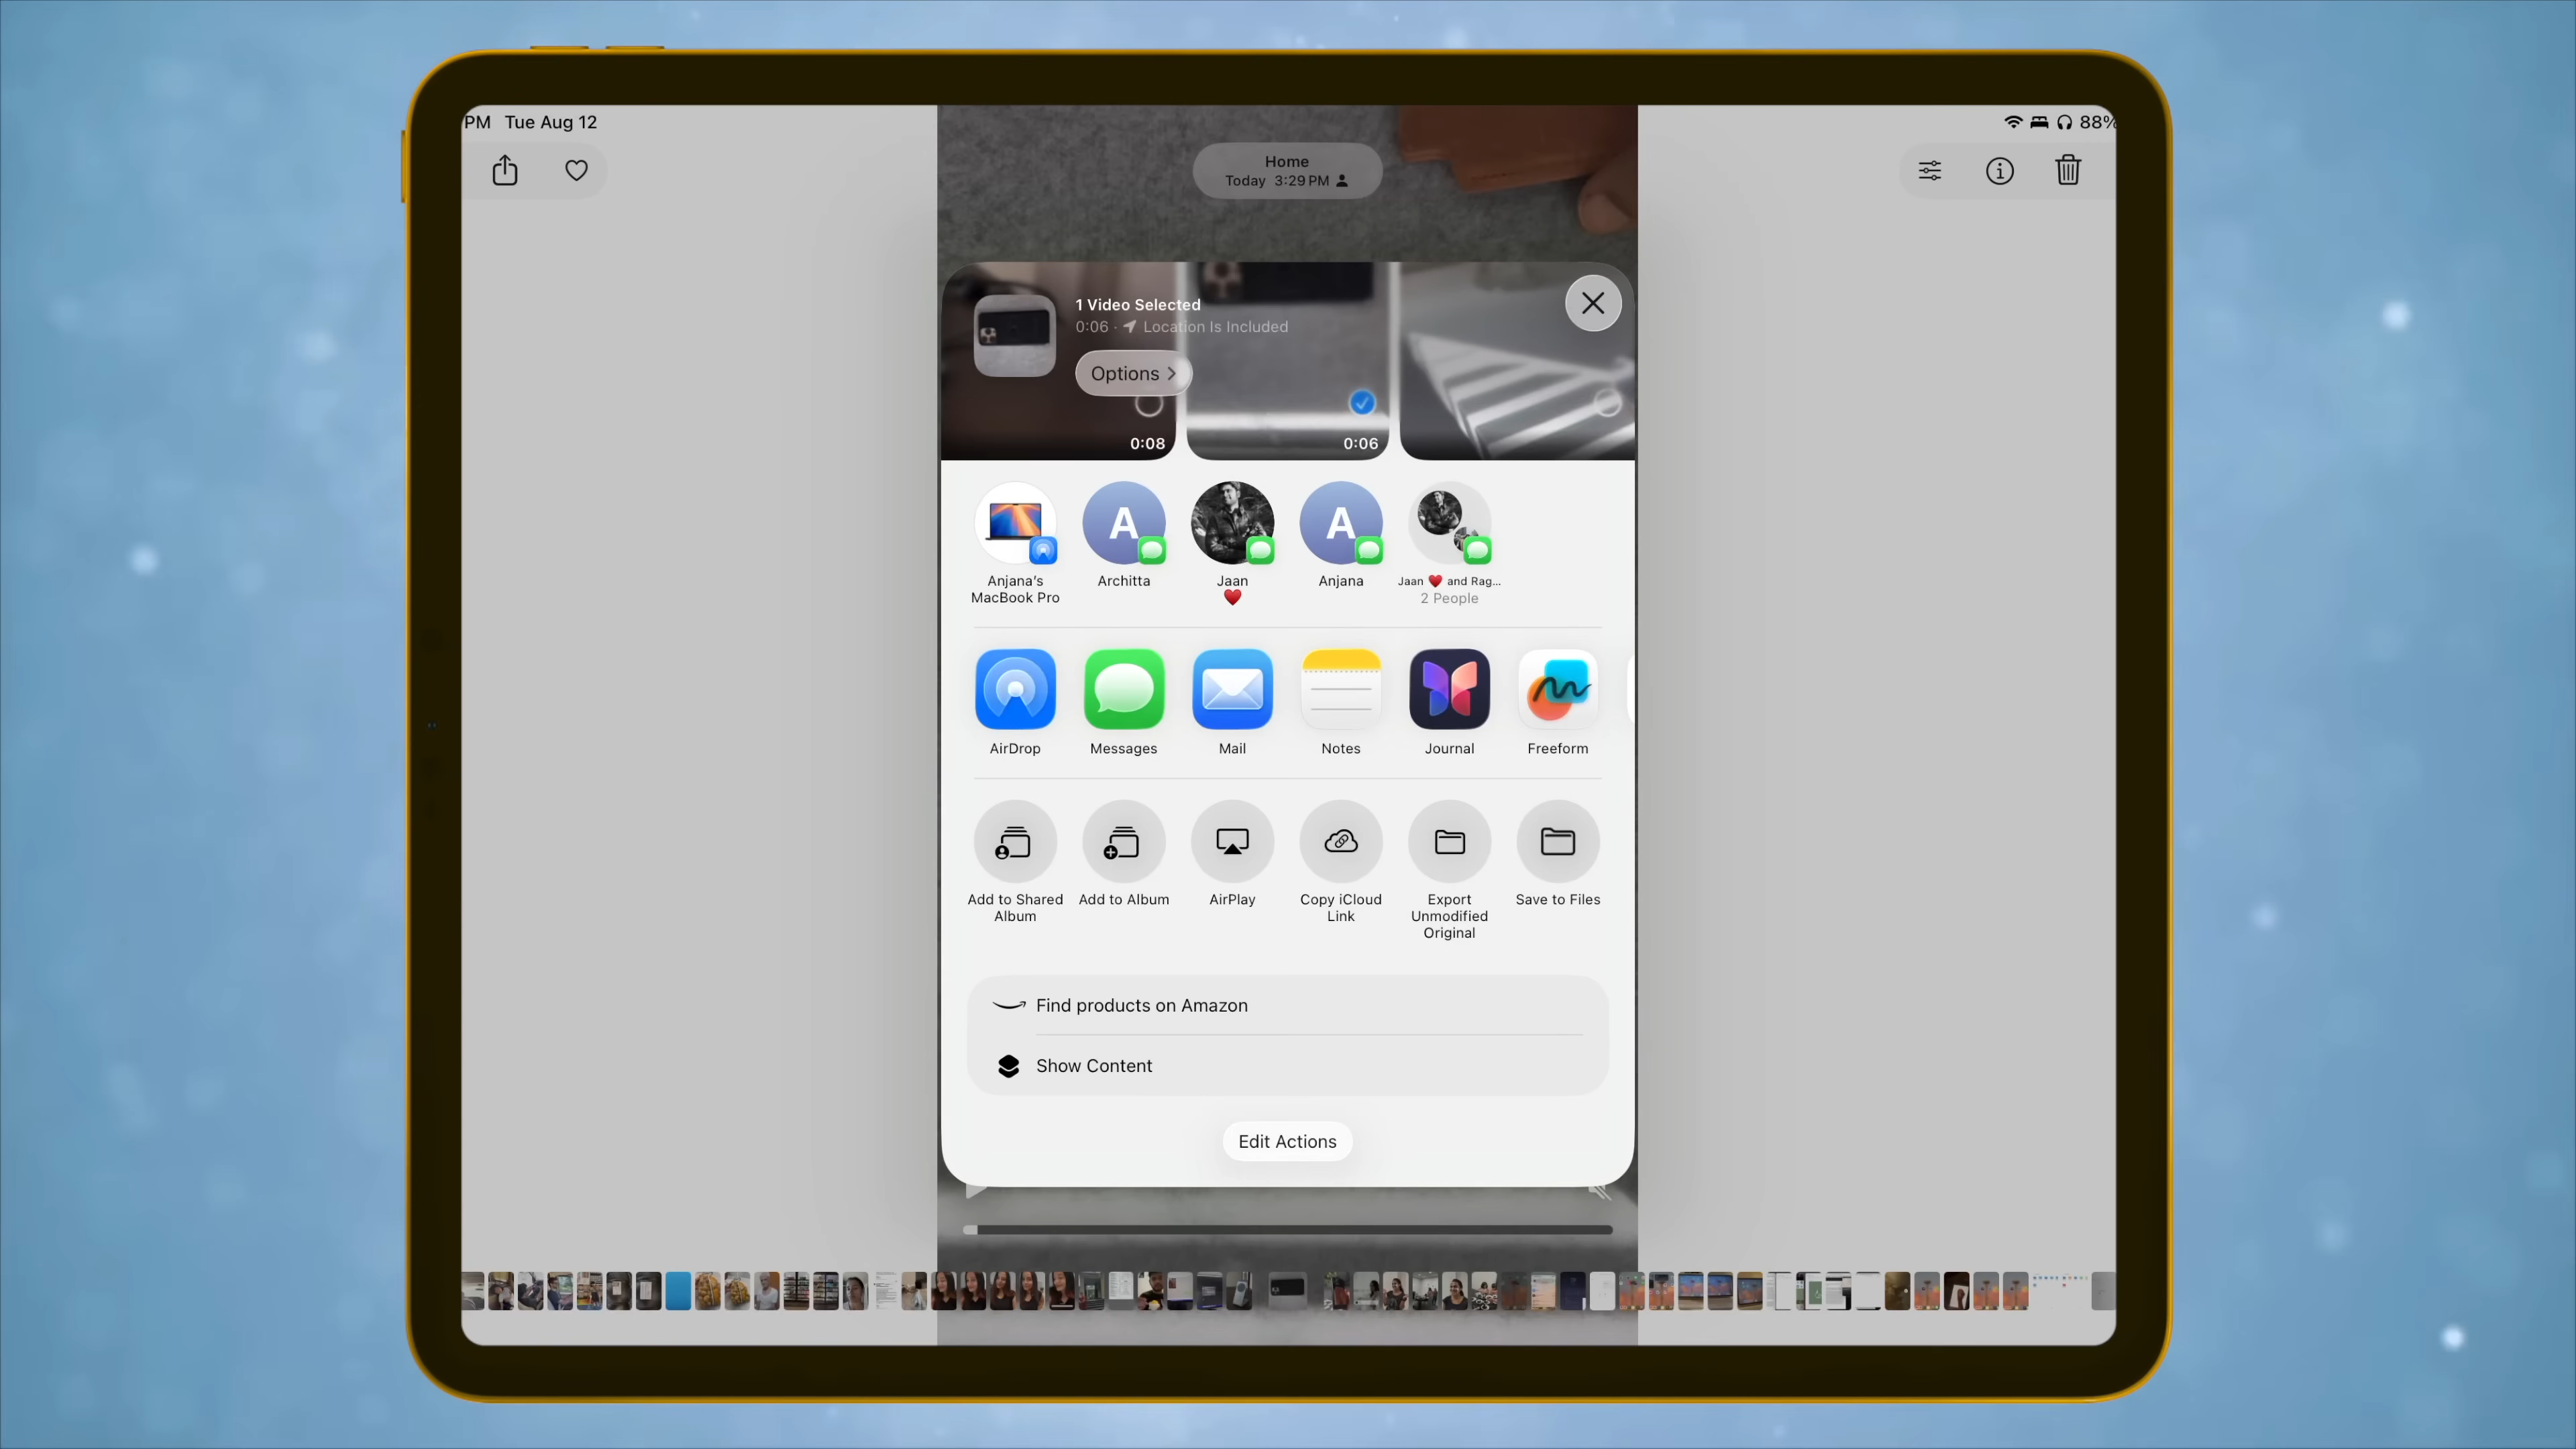 PM Tue Aug 12
88%
Home
Today 3:29 PM
1 Video Selected
0:06 · Location Is Included
Options >
0:08
0:06
A
A
Anjana's
MacBook Pro
Architta
Jaan
❤️
Anjana
Jaan ❤️ and Rag...
2 People
AirDrop
Messages
Mail
Notes
Journal
Freeform
Add to Shared
Album
Add to Album
AirPlay
Copy iCloud
Link
Export
Unmodified
Original
Save to Files
Find products on Amazon
Show Content
Edit Actions